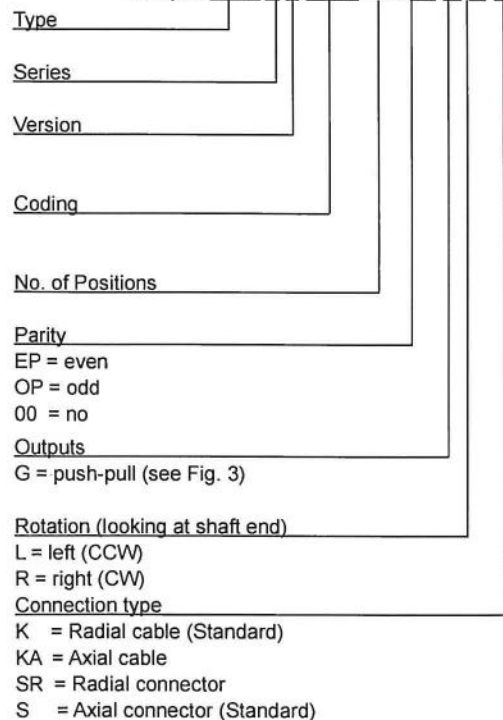 Type
Series
Version
Coding
No. of Positions
Parity
EP = even
OP = odd
00 = no
Outputs
G = push-pull (see Fig. 3)
Rotation (looking at shaft end)
L = left (CCW)
R = right (CW)
Connection type
K = Radial cable (Standard)
KA = Axial cable
SR = Radial connector
S = Axial connector (Standard)